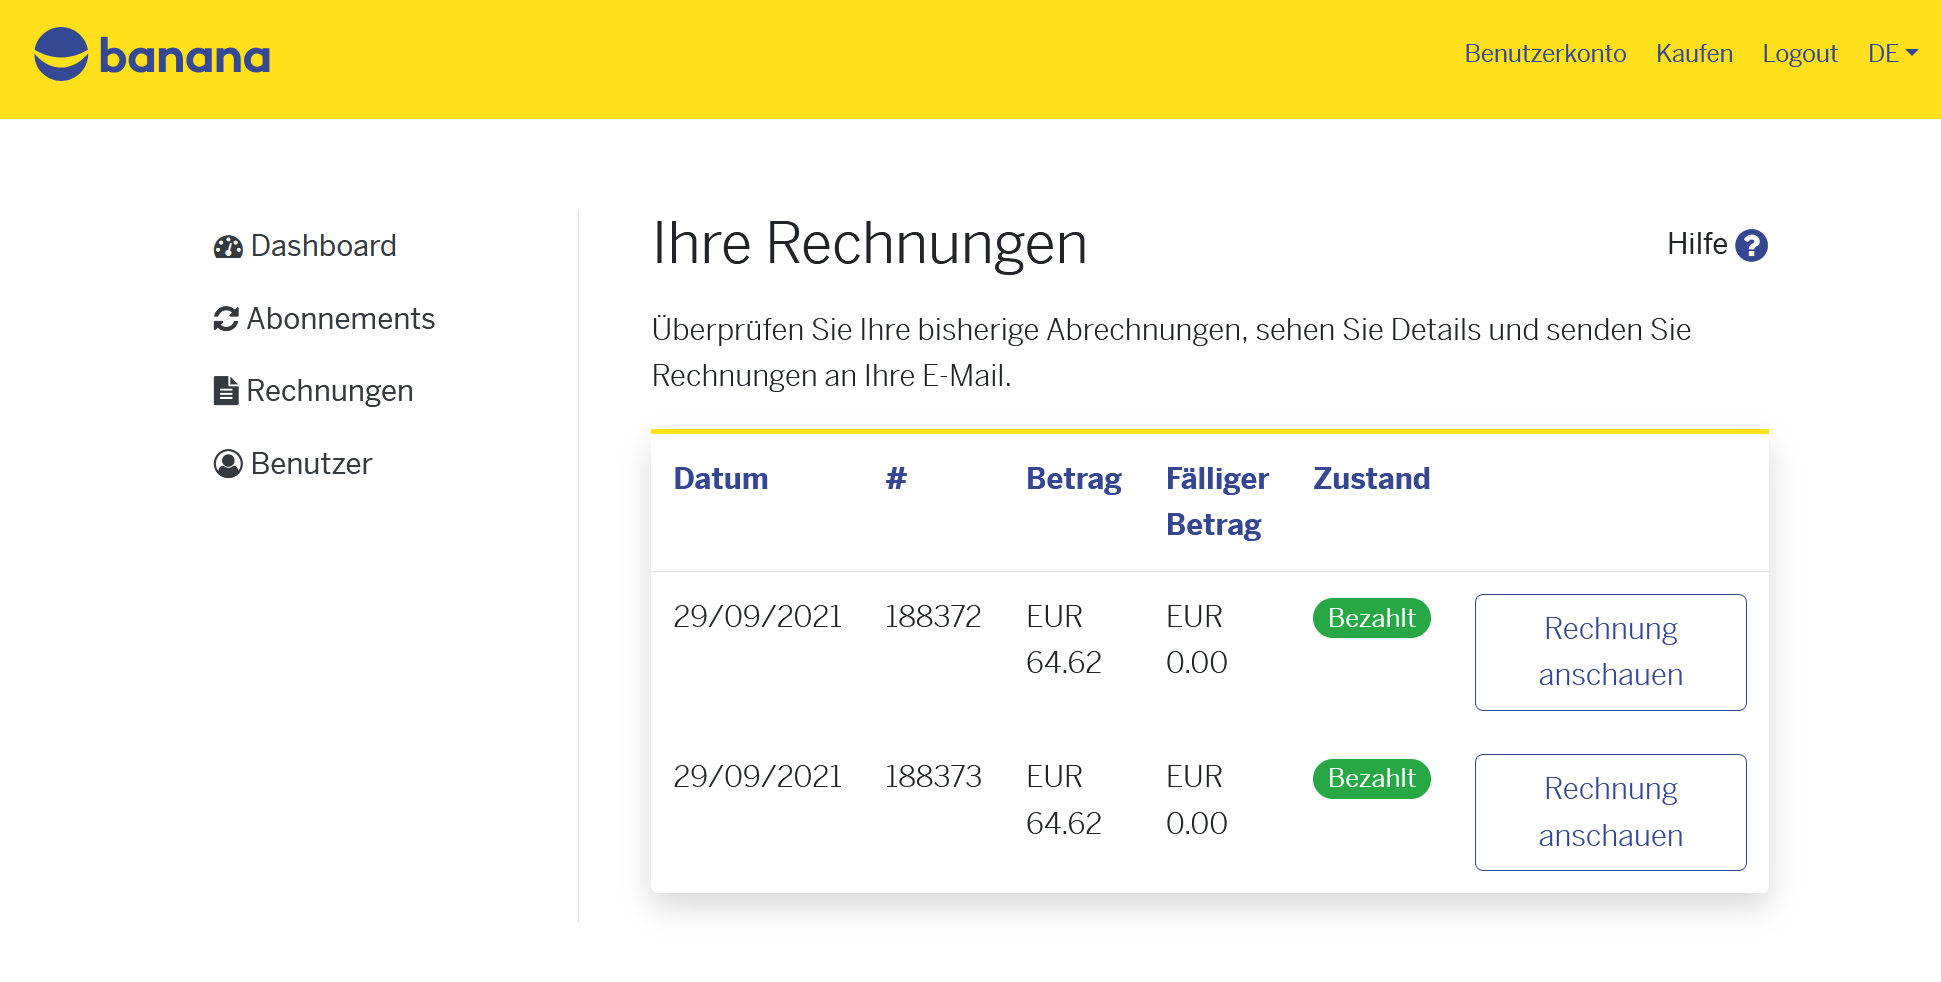 banana
Benutzerkonto Kaufen Logout DE
Dashboard
Abonnements
Rechnungen
Benutzer
Ihre Rechnungen
Hilfe ?
Überprüfen Sie Ihre bisherige Abrechnungen, sehen Sie Details und senden Sie
Rechnungen an Ihre E-Mail.
Datum # Betrag Fälliger Betrag Zustand
29/09/2021 188372 EUR 64.62 EUR 0.00 Bezahlt Rechnung anschauen
29/09/2021 188373 EUR 64.62 EUR 0.00 Bezahlt Rechnung anschauen